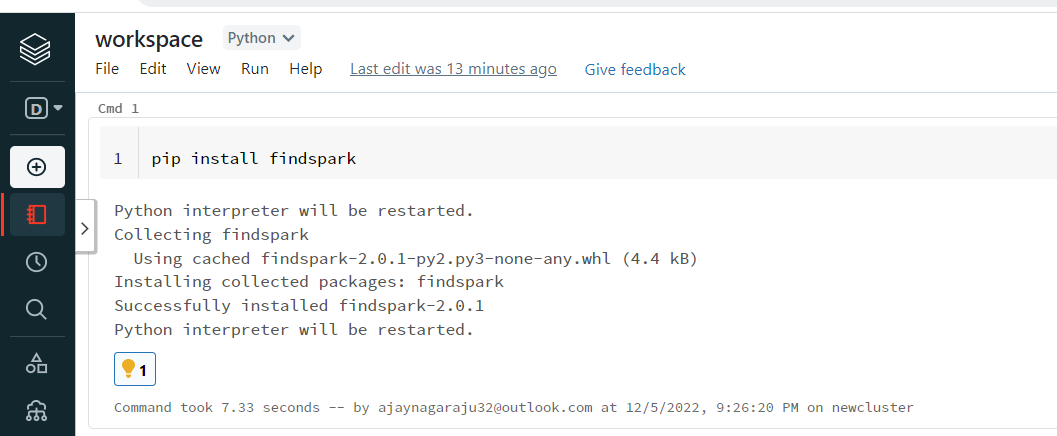 workspace Python
File Edit View Run Help Last edit was 13 minutes ago Give feedback
D
Cmd 1
1 pip install findspark
Python interpreter will be restarted.
Collecting findspark
  Using cached findspark-2.0.1-py2.py3-none-any.whl (4.4 kB)
Installing collected packages: findspark
Successfully installed findspark-2.0.1
Python interpreter will be restarted.
1
Command took 7.33 seconds -- by ajaynagaraju32@outlook.com at 12/5/2022, 9:26:20 PM on newcluster